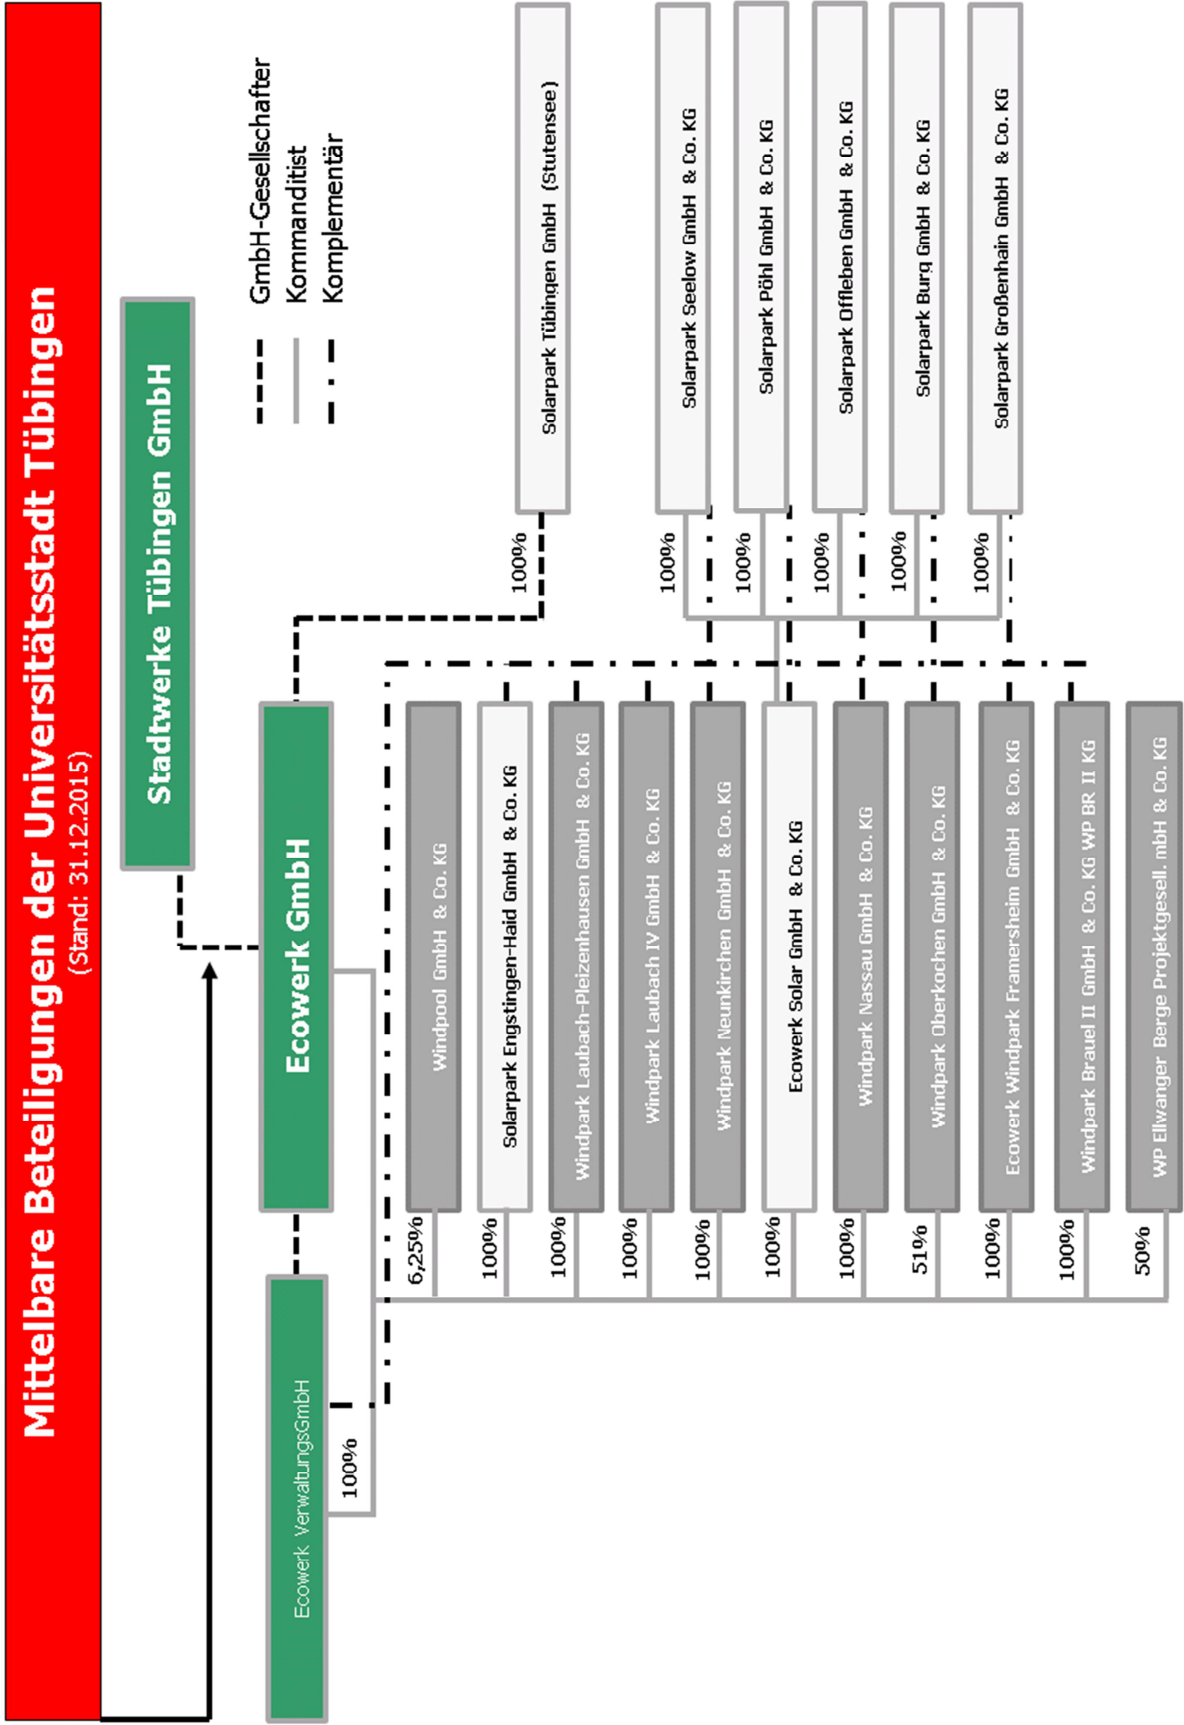 Mittelbare Beteiligungen der Universitätsstadt Tübingen
(Stand: 31.12.2015)
Stadtwerke Tübingen GmbH
GmbH-Gesellschafter
Kommanditist
Komplementär
Ecowerk GmbH
Ecowerk VerwaltungsGmbH
100%
6,25%
Windpool GmbH & Co. KG
100%
Solarpark Engstingen-Haid GmbH & Co. KG
100%
Windpark Laubach-Pleizenhausen GmbH & Co. KG
100%
Windpark Laubach IV GmbH & Co. KG
100%
Windpark Neunkirchen GmbH & Co. KG
100%
Ecowerk Solar GmbH & Co. KG
100%
Windpark Nassau GmbH & Co. KG
51%
Windpark Oberkochen GmbH & Co. KG
100%
Ecowerk Windpark Framersheim GmbH & Co. KG
100%
Windpark Brauel II GmbH & Co. KG WP BR II KG
50%
WP Ellwanger Berge Projektgesell. mbH & Co. KG
100%
Solarpark Tübingen GmbH (Stutensee)
100%
Solarpark Seelow GmbH & Co. KG
100%
Solarpark Pöhl GmbH & Co. KG
100%
Solarpark Offleben GmbH & Co. KG
100%
Solarpark Burg GmbH & Co. KG
100%
Solarpark Großenhain GmbH & Co. KG